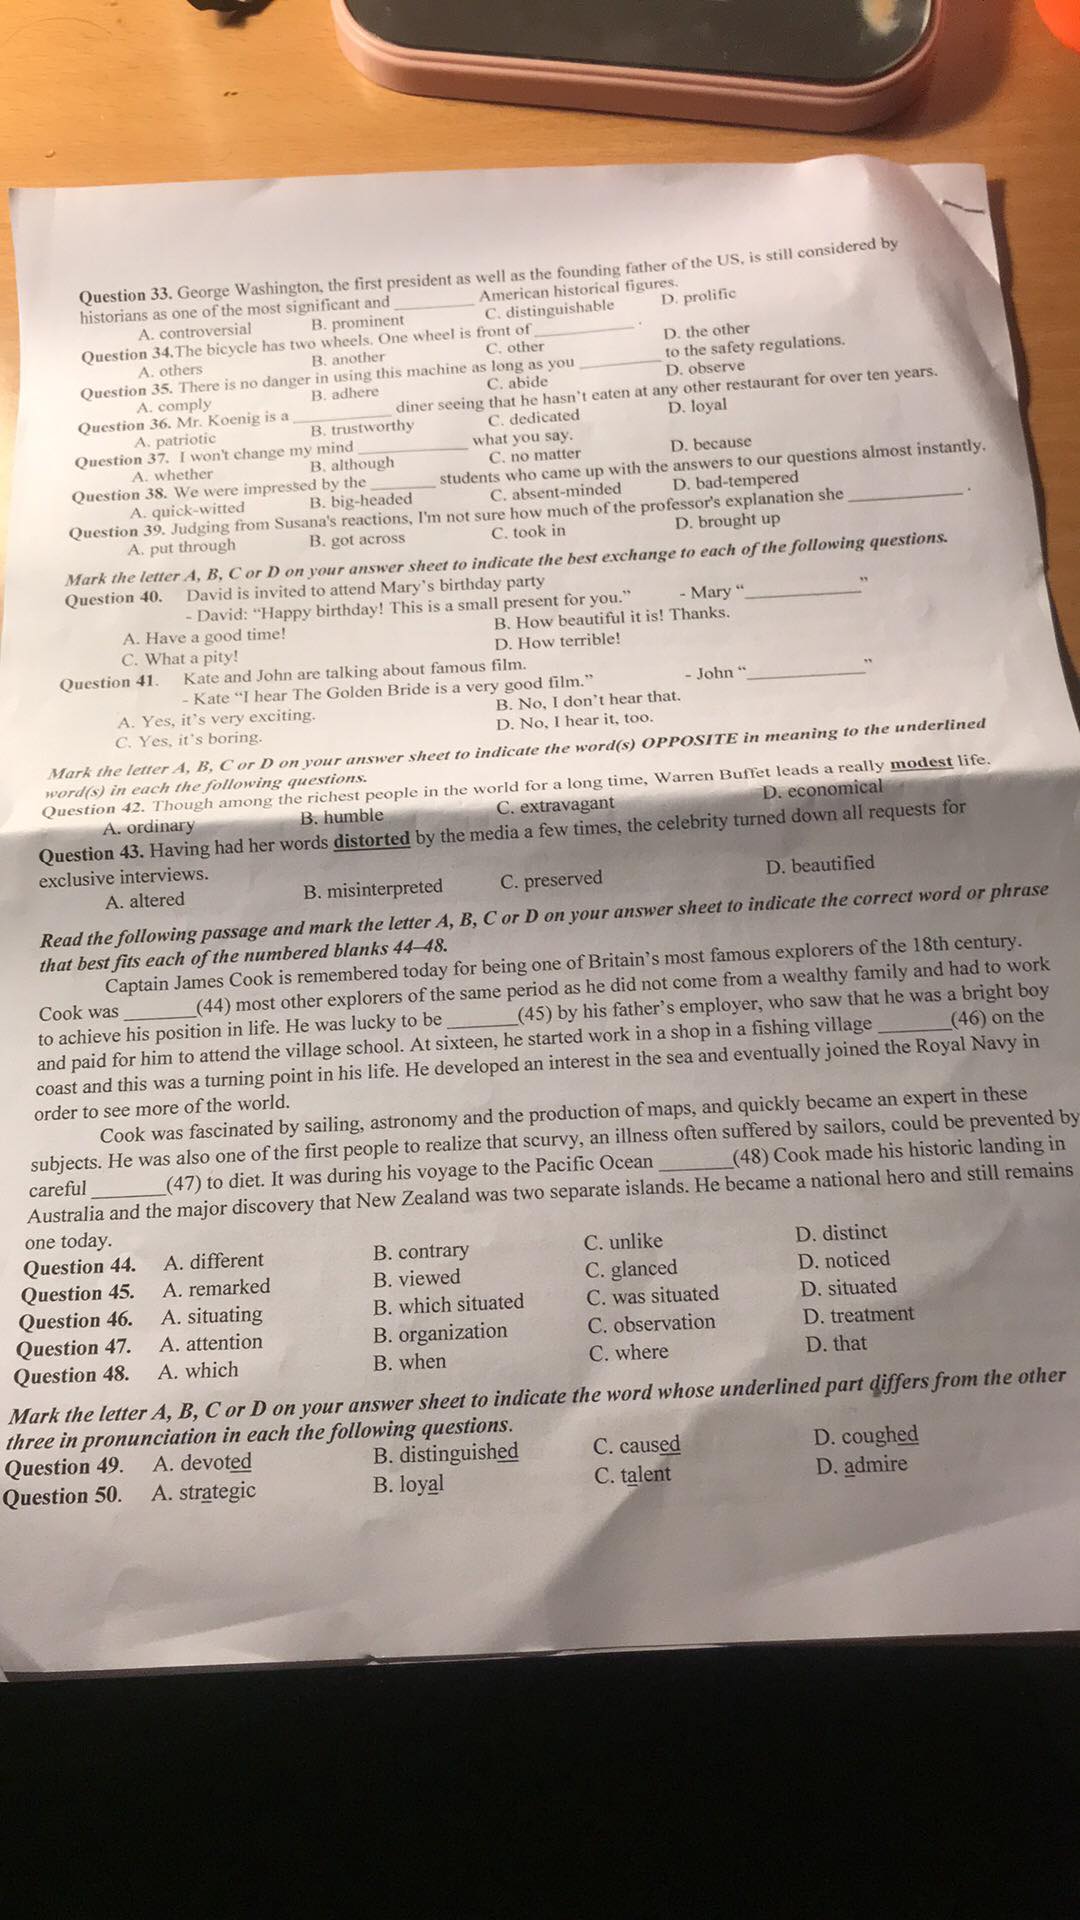 Question 33. George Washington, the first president as well as the founding father of the US, is still considered by
historians as one of the most significant and ________ American historical figures.
A. controversial B. prominent C. distinguishable D. prolific
Question 34.The bicycle has two wheels. One wheel is front of __________.
A. others B. another C. other D. the other
Question 35. There is no danger in using this machine as long as you ________ to the safety regulations.
A. comply B. adhere C. abide D. observe
Question 36. Mr. Koenig is a __________ diner seeing that he hasn't eaten at any other restaurant for over ten years.
A. patriotic B. trustworthy C. dedicated D. loyal
Question 37. I won't change my mind ___________ what you say.
A. whether B. although C. no matter D. because
Question 38. We were impressed by the _______ students who came up with the answers to our questions almost instantly.
A. quick-witted B. big-headed C. absent-minded D. bad-tempered
Question 39. Judging from Susana's reactions, I'm not sure how much of the professor's explanation she ___________.
A. put through B. got across C. took in D. brought up
Mark the letter A, B, C or D on your answer sheet to indicate the best exchange to each of the following questions.
Question 40. David is invited to attend Mary's birthday party
- David: “Happy birthday! This is a small present for you.” - Mary “___________”
A. Have a good time! B. How beautiful it is! Thanks.
C. What a pity! D. How terrible!
Question 41. Kate and John are talking about famous film.
- Kate “I hear The Golden Bride is a very good film.” - John “___________”
A. Yes, it's very exciting. B. No, I don't hear that.
C. Yes, it's boring. D. No, I hear it, too.
Mark the letter A, B, C or D on your answer sheet to indicate the word(s) OPPOSITE in meaning to the underlined
word(s) in each the following questions.
Question 42. Though among the richest people in the world for a long time, Warren Buffet leads a really modest life.
A. ordinary B. humble C. extravagant D. economical
Question 43. Having had her words distorted by the media a few times, the celebrity turned down all requests for
exclusive interviews.
A. altered B. misinterpreted C. preserved D. beautified
Read the following passage and mark the letter A, B, C or D on your answer sheet to indicate the correct word or phrase
that best fits each of the numbered blanks 44–48.
Captain James Cook is remembered today for being one of Britain's most famous explorers of the 18th century.
Cook was _______(44) most other explorers of the same period as he did not come from a wealthy family and had to work
to achieve his position in life. He was lucky to be _______(45) by his father's employer, who saw that he was a bright boy
and paid for him to attend the village school. At sixteen, he started work in a shop in a fishing village _______(46) on the
coast and this was a turning point in his life. He developed an interest in the sea and eventually joined the Royal Navy in
order to see more of the world.
Cook was fascinated by sailing, astronomy and the production of maps, and quickly became an expert in these
subjects. He was also one of the first people to realize that scurvy, an illness often suffered by sailors, could be prevented by
careful _______(47) to diet. It was during his voyage to the Pacific Ocean _______(48) Cook made his historic landing in
Australia and the major discovery that New Zealand was two separate islands. He became a national hero and still remains
one today.
Question 44. A. different B. contrary C. unlike D. distinct
Question 45. A. remarked B. viewed C. glanced D. noticed
Question 46. A. situating B. which situated C. was situated D. situated
Question 47. A. attention B. organization C. observation D. treatment
Question 48. A. which B. when C. where D. that
Mark the letter A, B, C or D on your answer sheet to indicate the word whose underlined part differs from the other
three in pronunciation in each the following questions.
Question 49. A. devoted B. distinguished C. caused D. coughed
Question 50. A. strategic B. loyal C. talent D. admire